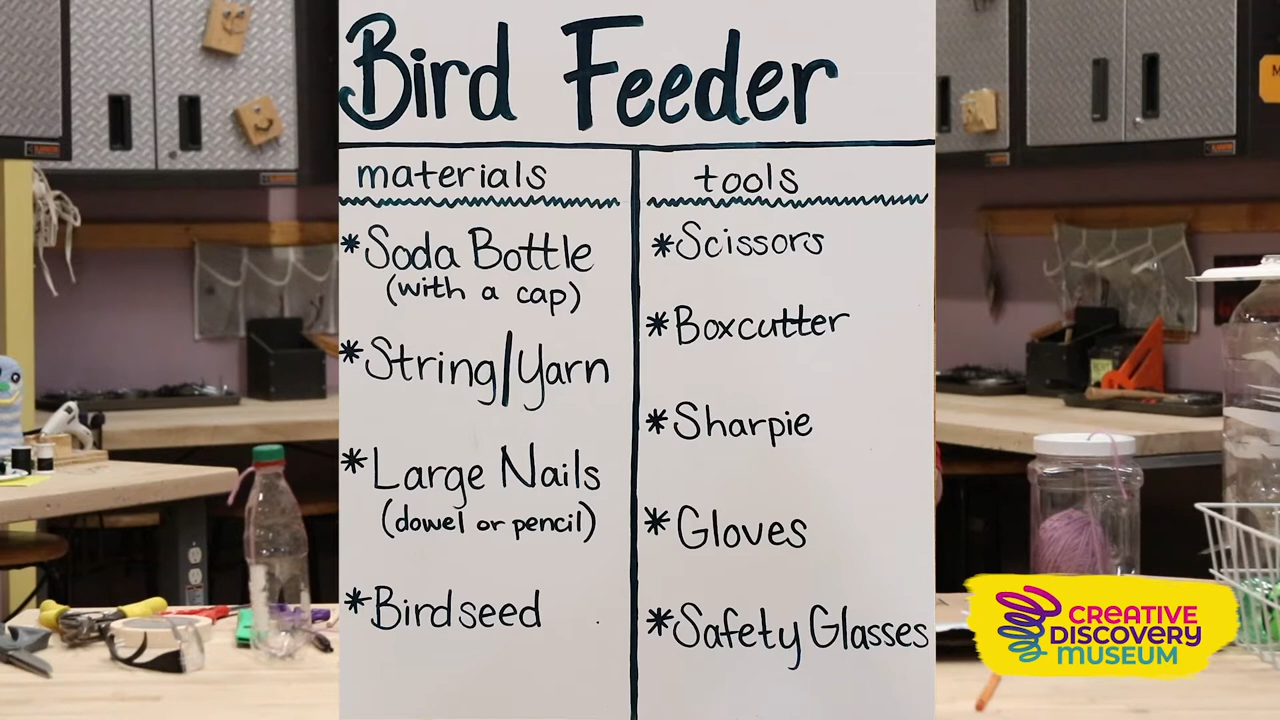 Bird Feeder
materials
*Soda Bottle
(with a cap)
*String/Yarn
*Large Nails
(dowel or pencil)
*Birdseed
tools
*Scissors
*Boxcutter
*Sharpie
*Gloves
*Safety Glasses
CREATIVE
DISCOVERY
MUSEUM